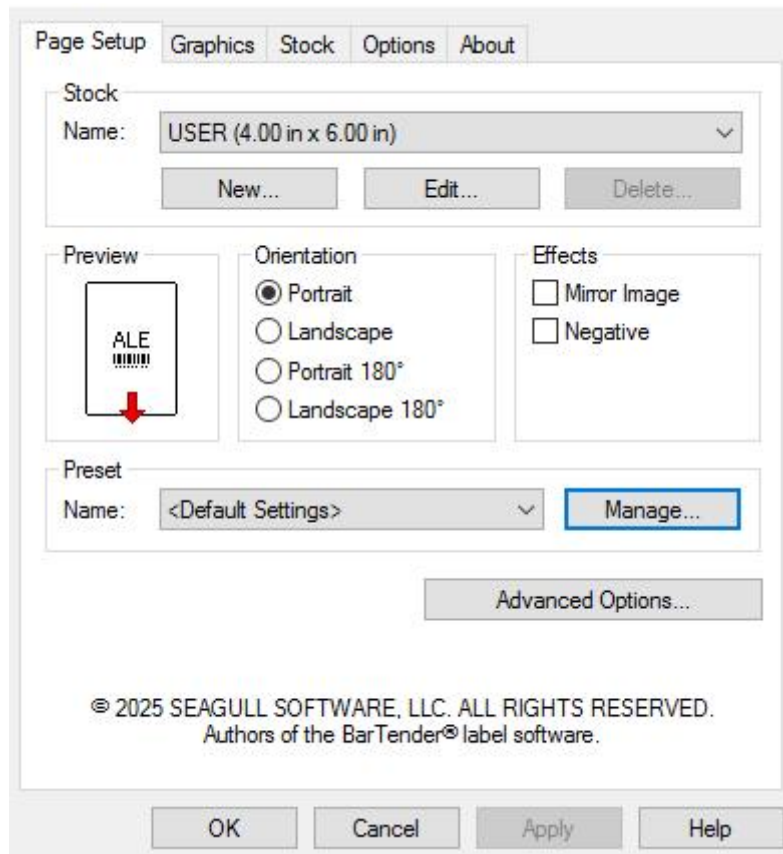 Page Setup Graphics Stock Options About
Stock
Name: USER (4.00 in x 6.00 in)
New... Edit... Delete...
Preview Orientation Effects
ALE
Portrait
Landscape
Portrait 180°
Landscape 180°
Mirror Image
Negative
Preset
Name: <Default Settings> Manage...
Advanced Options...
© 2025 SEAGULL SOFTWARE, LLC. ALL RIGHTS RESERVED.
Authors of the BarTender® label software.
OK Cancel Apply Help